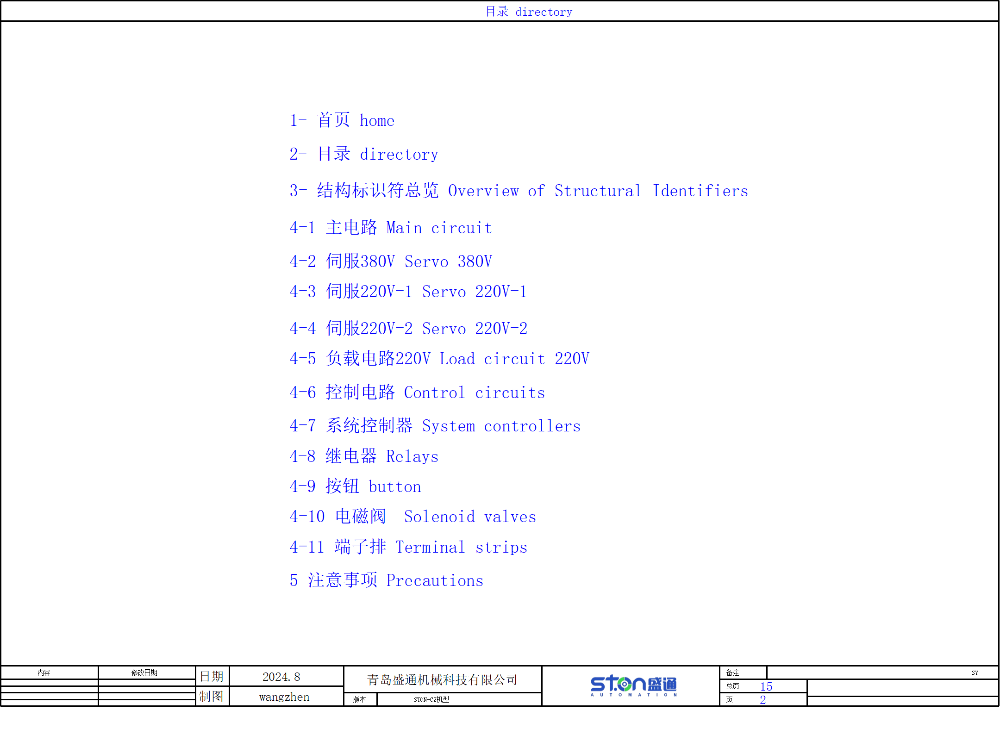 目录 directory
1- 首页 home
2- 目录 directory
3- 结构标识符总览 Overview of Structural Identifiers
4-1 主电路 Main circuit
4-2 伺服380V Servo 380V
4-3 伺服220V-1 Servo 220V-1
4-4 伺服220V-2 Servo 220V-2
4-5 负载电路220V Load circuit 220V
4-6 控制电路 Control circuits
4-7 系统控制器 System controllers
4-8 继电器 Relays
4-9 按钮 button
4-10 电磁阀 Solenoid valves
4-11 端子排 Terminal strips
5 注意事项 Precautions
内容 修改日期 日期 2024.8
制图 wangzhen
青岛盛通机械科技有限公司
版本 STON-C2机型
STON盛通
AUTOMATION
备注 SY
总页 15
页 2